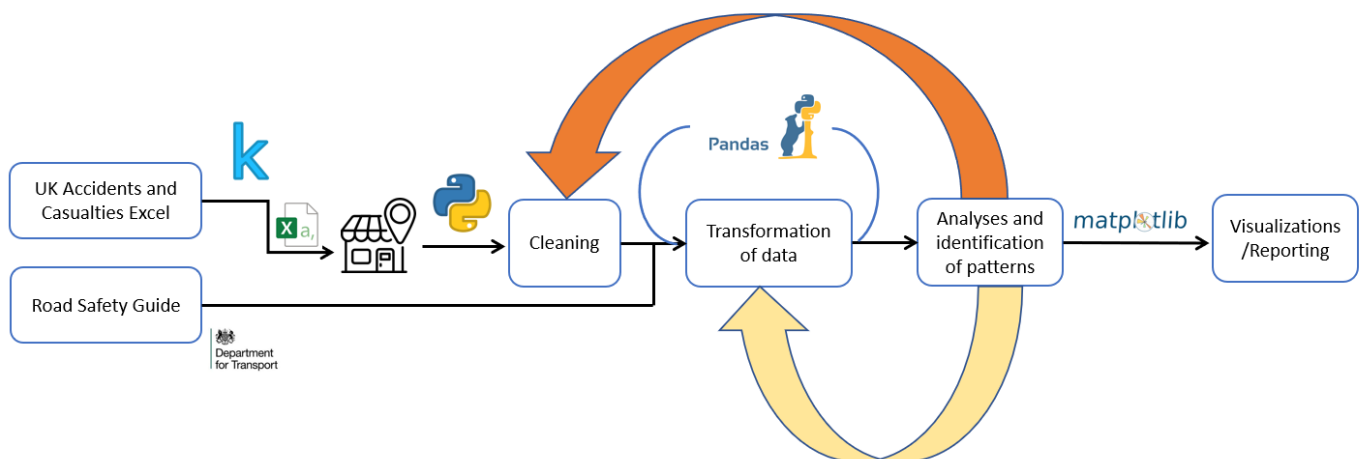 k
UK Accidents and
Casualties Excel
X a,
Road Safety Guide
Department
for Transport
Cleaning
Pandas
Transformation
of data
Analyses and
identification
of patterns
matplotlib
Visualizations
/Reporting